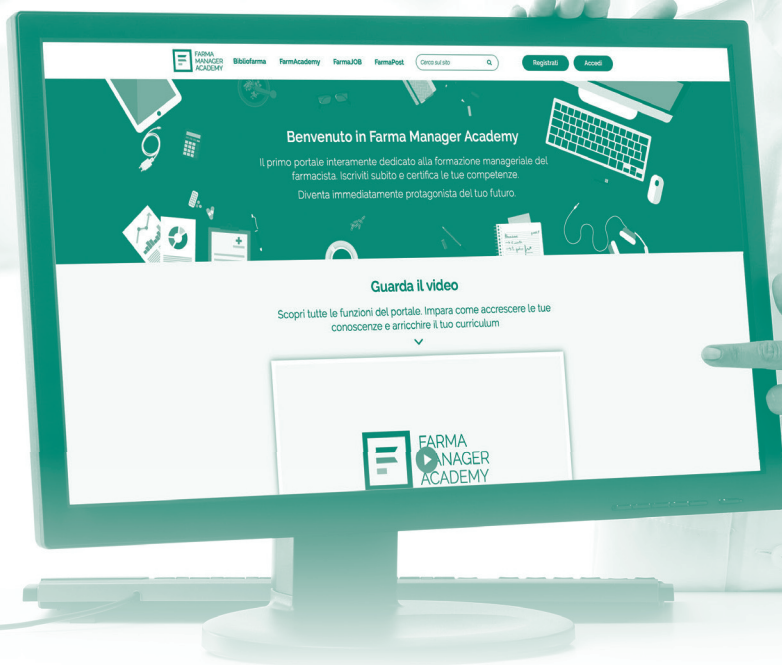 FARMA
MANAGER
ACADEMY
Bibliofarma FarmAcademy FarmaJOB FarmaPost Cerca sul sito Registrati Accedi
Benvenuto in Farma Manager Academy
Il primo portale interamente dedicato alla formazione manageriale del
farmacista. Iscriviti subito e certifica le tue competenze.
Diventa immediatamente protagonista del tuo futuro.
Guarda il video
Scopri tutte le funzioni del portale. Impara come accrescere le tue
conoscenze e arricchire il tuo curriculum
FARMA
MANAGER
ACADEMY